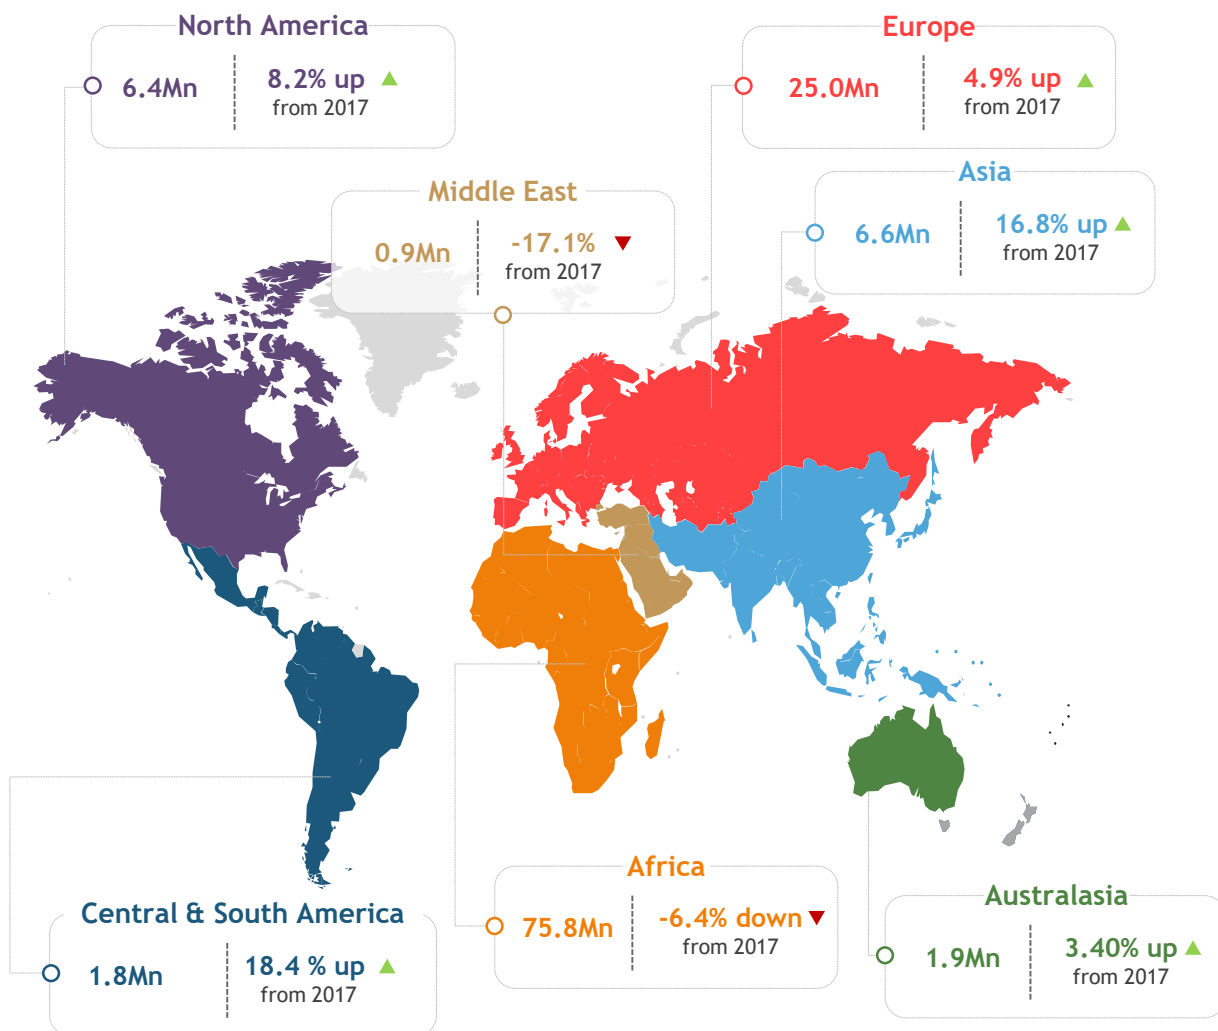 North America
6.4Mn
8.2% up
from 2017
Europe
25.0Mn
4.9% up
from 2017
Middle East
0.9Mn
-17.1%
from 2017
Asia
6.6Mn
16.8% up
from 2017
Central & South America
1.8Mn
18.4 % up
from 2017
Africa
75.8Mn
-6.4% down
from 2017
Australasia
1.9Mn
3.40% up
from 2017